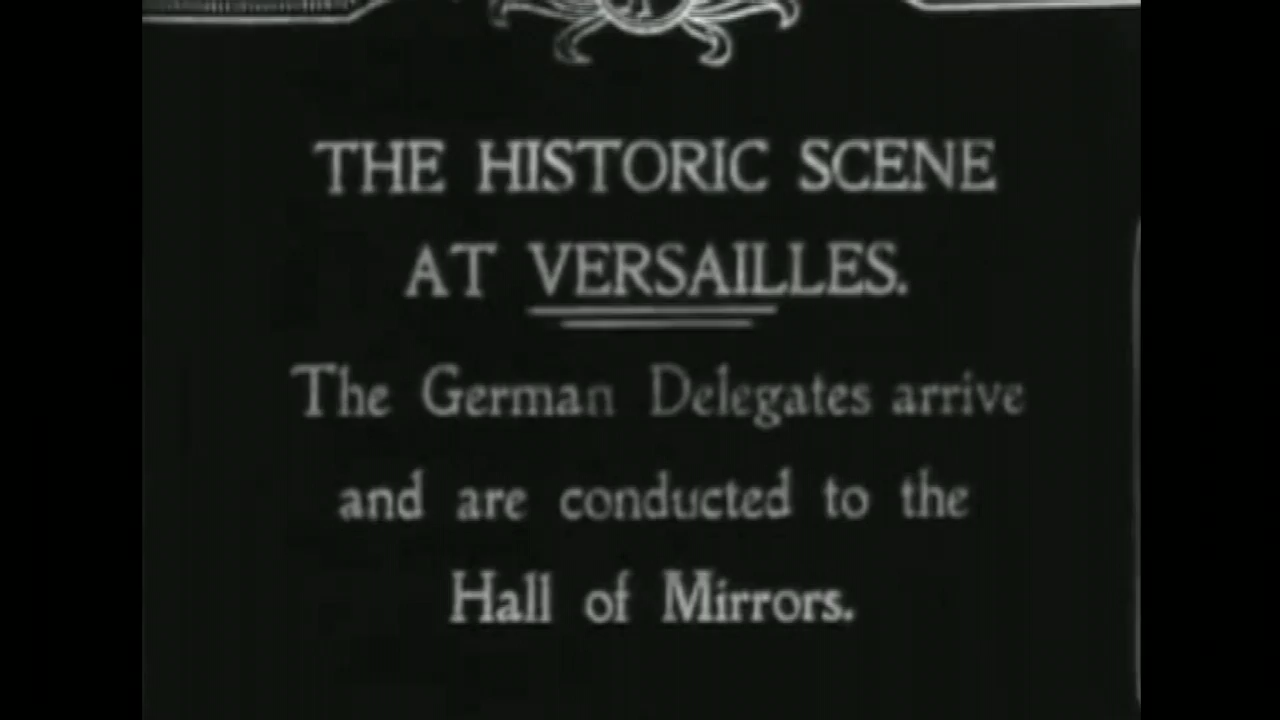 THE HISTORIC SCENE
AT VERSAILLES.
The German Delegates arrive
and are conducted to the
Hall of Mirrors.